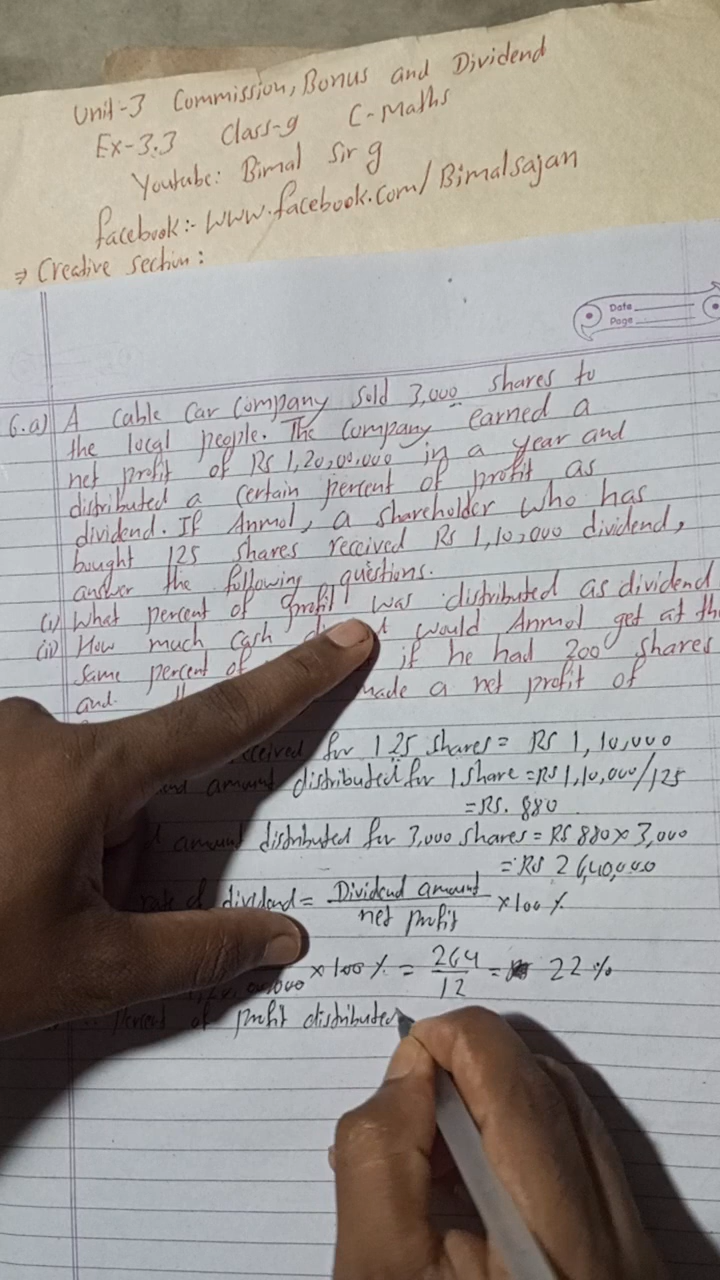 Unit-3 Commission, Bonus and Dividend
Ex-3.3 Class-9 C-Maths
Youtube: Bimal Sir g
facebook:- www.facebook.com/Bimalsajan
⇒ Creative section:
Date
Page
6.a) A Cable Car Company sold 3,000 shares to
the local people. The Company earned a
net profit of Rs 1,20,00,000 in a year and
distributed a certain percent of profit as
dividend. If Anmol, a shareholder who has
bought 125 shares received Rs 1,10,000 dividend,
answer the following questions.
(i) What percent of profit was distributed as dividend
(ii) How much cash would Anmol get at the
same percent of if he had 200 shares
and made a net profit of
for 125 shares = Rs 1,10,000
amount distributed for 1 share = Rs 1,10,000/125
= Rs. 880
amount distributed for 3,000 shares = Rs 880 × 3,000
= Rs 26,40,000
rate of dividend = Dividend amount / net profit × 100 %
× 100 % = 264/12 = 22 %
Percent of profit distributed